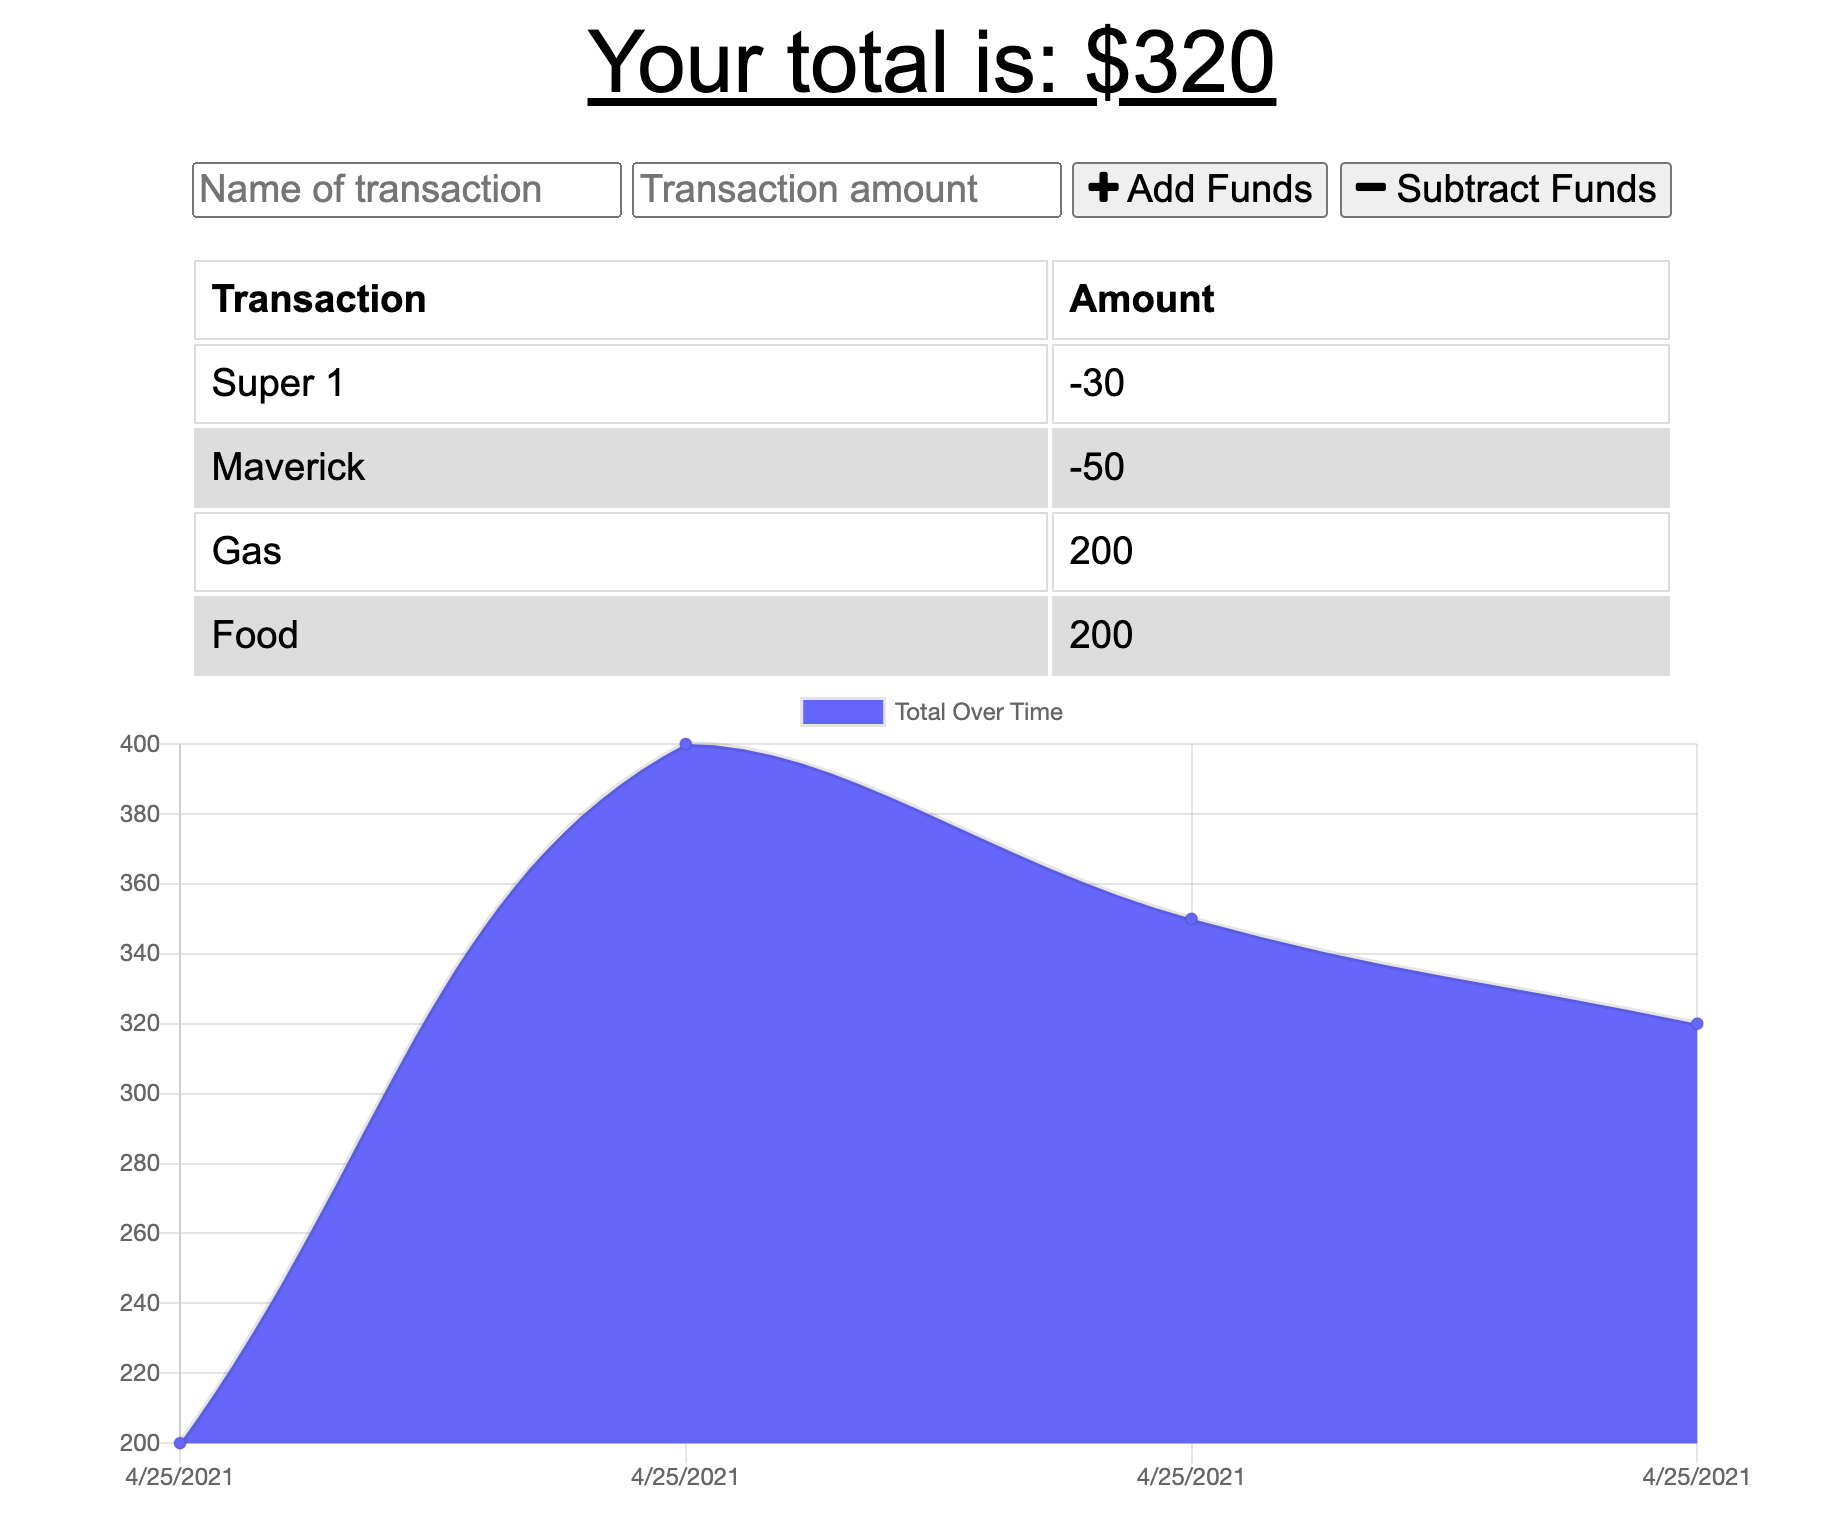 Your total is: $320
Name of transaction Transaction amount + Add Funds − Subtract Funds
Transaction Amount
Super 1 -30
Maverick -50
Gas 200
Food 200
Total Over Time
400
380
360
340
320
300
280
260
240
220
200
4/25/2021 4/25/2021 4/25/2021 4/25/2021